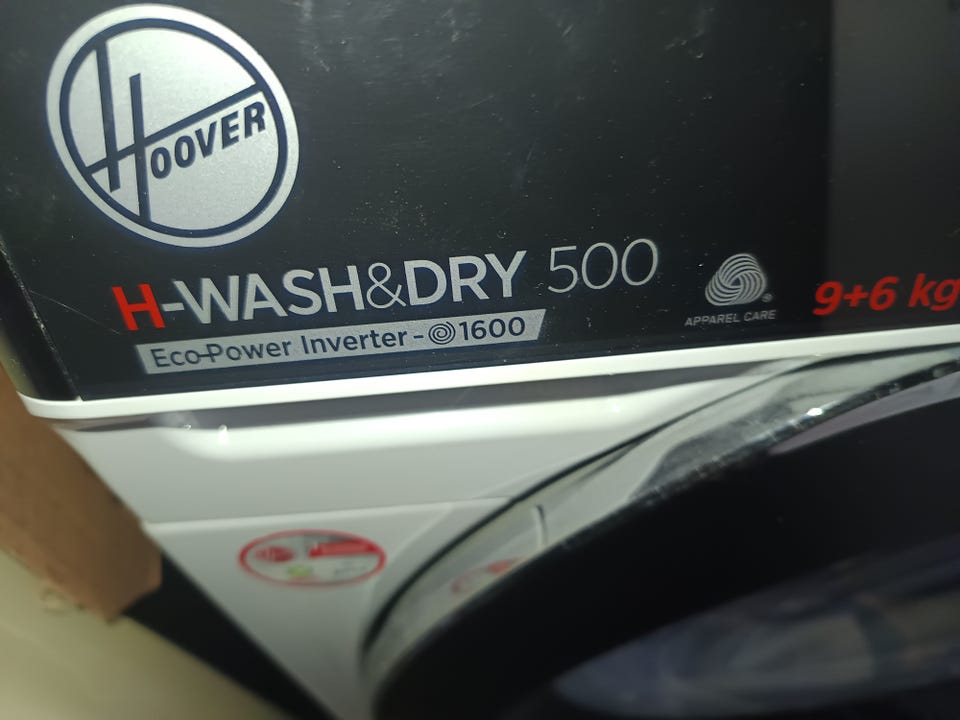 HOOVER
H-WASH&DRY 500
Eco-Power Inverter - 1600
APPAREL CARE
9+6 kg